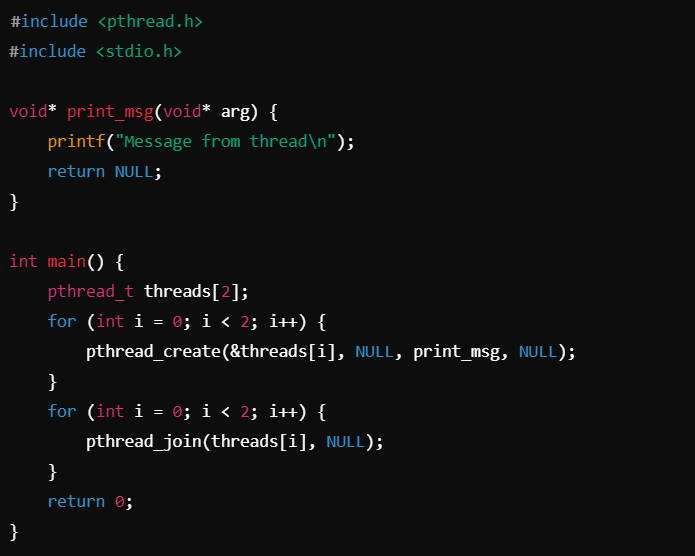 #include <pthread.h>
#include <stdio.h>

void* print_msg(void* arg) {
    printf("Message from thread\n");
    return NULL;
}

int main() {
    pthread_t threads[2];
    for (int i = 0; i < 2; i++) {
        pthread_create(&threads[i], NULL, print_msg, NULL);
    }
    for (int i = 0; i < 2; i++) {
        pthread_join(threads[i], NULL);
    }
    return 0;
}